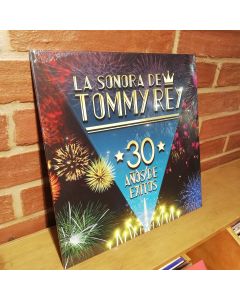 LA SONORA DE
TOMMY REY
30
AÑOS DE
EXITOS